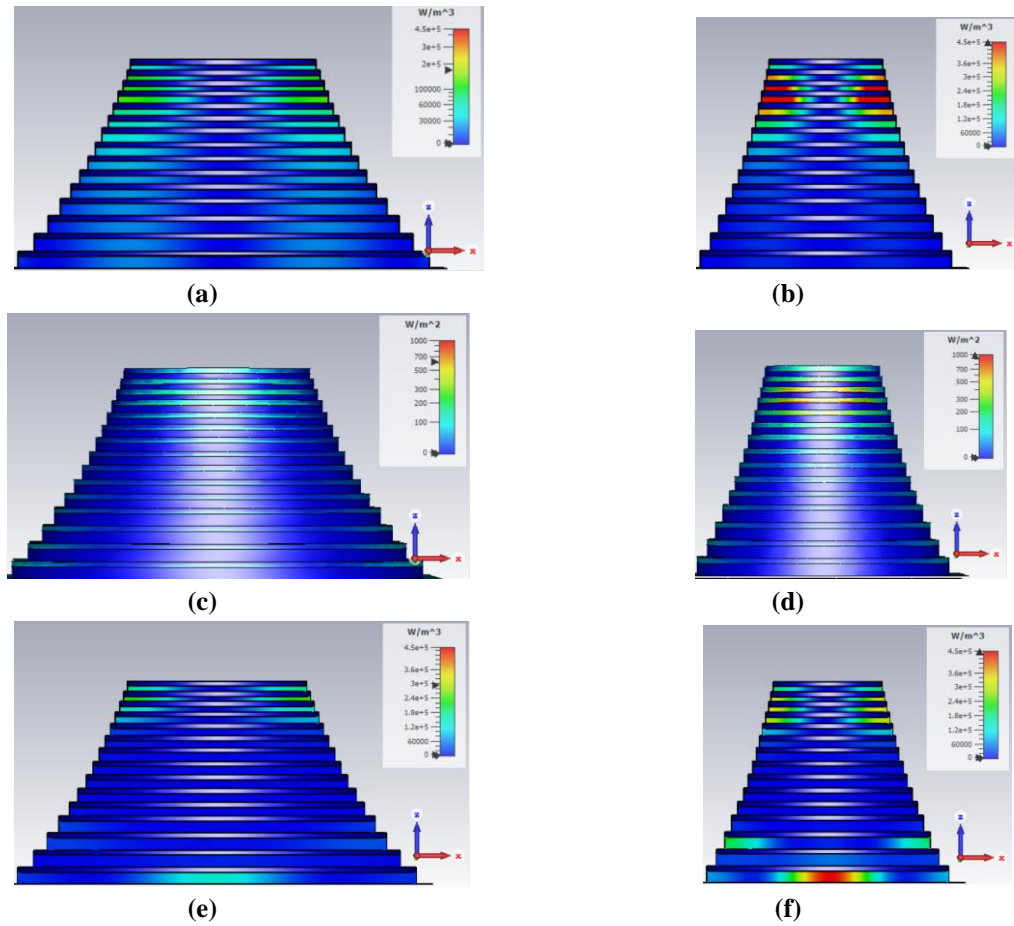 W/m^3
4.5e+5
3e+5
2e+5
100000
60000
30000
0
z
x
(a)
W/m^3
4.5e+5
3.6e+5
3e+5
2.4e+5
1.8e+5
1.2e+5
60000
0
z
x
(b)
W/m^2
1000
700
500
300
200
100
0
z
x
(c)
W/m^2
1000
700
500
300
200
100
0
z
x
(d)
W/m^3
4.5e+5
3.6e+5
3e+5
2.4e+5
1.8e+5
1.2e+5
60000
0
z
x
(e)
W/m^3
4.5e+5
3.6e+5
3e+5
2.4e+5
1.8e+5
1.2e+5
60000
0
z
x
(f)